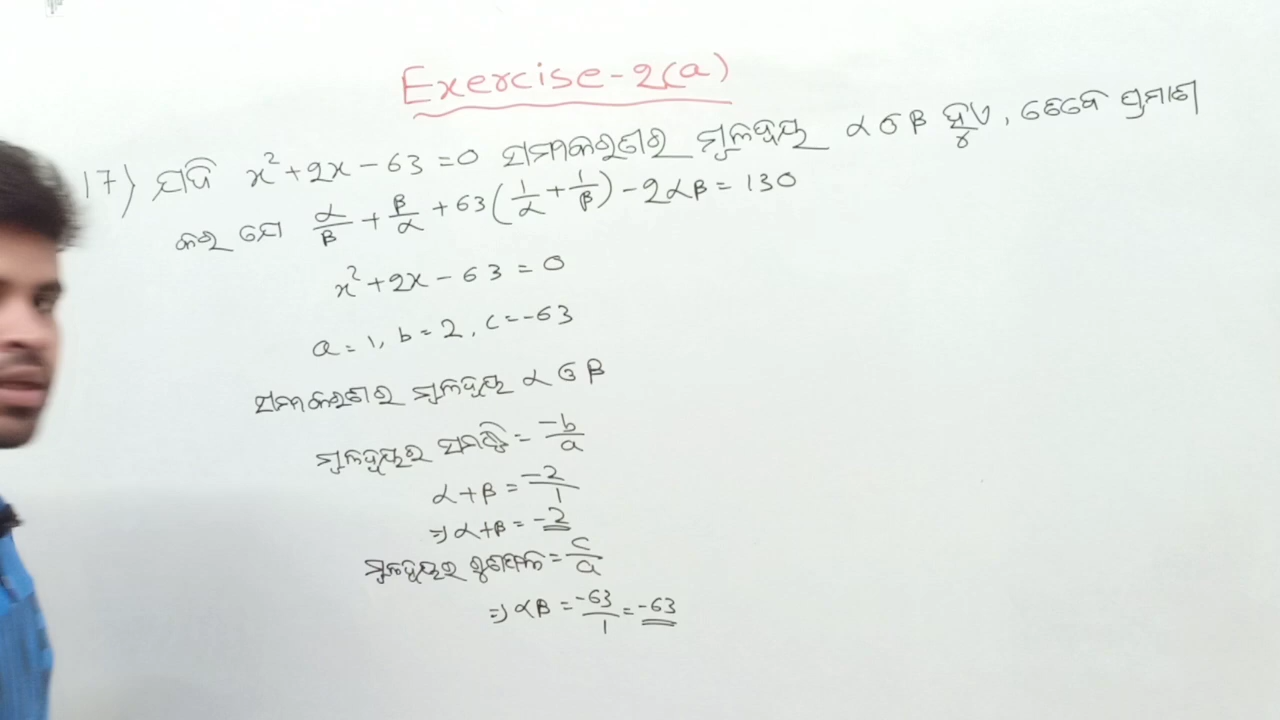 Exercise-2(a)
17) ଯଦି x²+2x-63=0 ସମୀକରଣର ମୂଳଦ୍ୱୟ α ଓ β ହୁଏ, ତେବେ ପ୍ରମାଣ
କର ଯେ α/β + β/α + 63(1/α + 1/β) - 2αβ = 130
x²+2x-63=0
a=1, b=2, c=-63
ସମୀକରଣର ମୂଳଦ୍ୱୟ α ଓ β
ମୂଳଦ୍ୱୟର ସମଷ୍ଟି = -b/a
α+β = -2/1
⇒ α+β = -2
ମୂଳଦ୍ୱୟର ଗୁଣଫଳ = c/a
⇒ αβ = -63/1 = -63